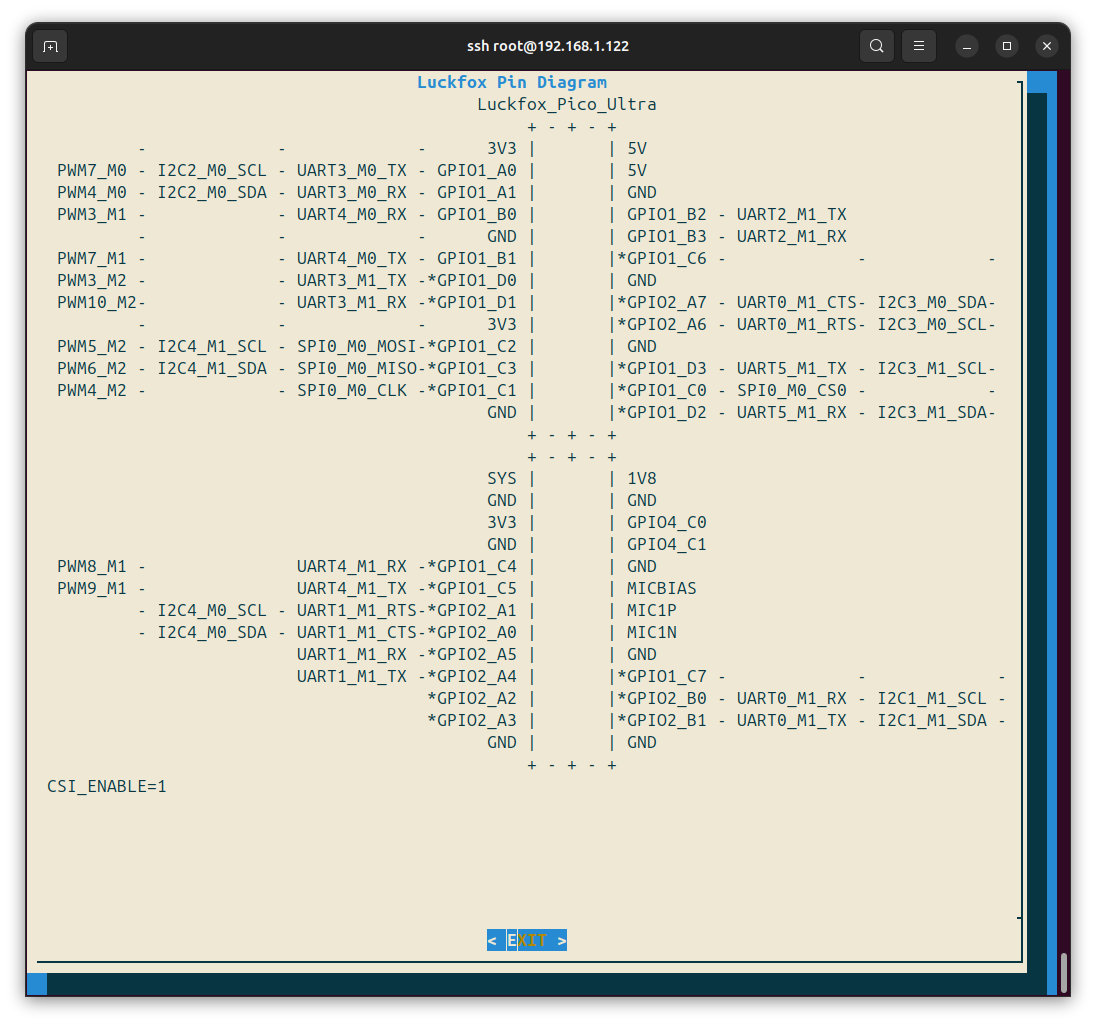 ssh root@192.168.1.122
Luckfox Pin Diagram
Luckfox_Pico_Ultra
+ - + - +
- - - 3V3 | | 5V
PWM7_M0 - I2C2_M0_SCL - UART3_M0_TX - GPIO1_A0 | | 5V
PWM4_M0 - I2C2_M0_SDA - UART3_M0_RX - GPIO1_A1 | | GND
PWM3_M1 - - UART4_M0_RX - GPIO1_B0 | | GPIO1_B2 - UART2_M1_TX
- - - GND | | GPIO1_B3 - UART2_M1_RX
PWM7_M1 - - UART4_M0_TX - GPIO1_B1 | |*GPIO1_C6 - - -
PWM3_M2 - - UART3_M1_TX -*GPIO1_D0 | | GND
PWM10_M2- - UART3_M1_RX -*GPIO1_D1 | |*GPIO2_A7 - UART0_M1_CTS- I2C3_M0_SDA-
- - - 3V3 | |*GPIO2_A6 - UART0_M1_RTS- I2C3_M0_SCL-
PWM5_M2 - I2C4_M1_SCL - SPI0_M0_MOSI-*GPIO1_C2 | | GND
PWM6_M2 - I2C4_M1_SDA - SPI0_M0_MISO-*GPIO1_C3 | |*GPIO1_D3 - UART5_M1_TX - I2C3_M1_SCL-
PWM4_M2 - - SPI0_M0_CLK -*GPIO1_C1 | |*GPIO1_C0 - SPI0_M0_CS0 - -
GND | |*GPIO1_D2 - UART5_M1_RX - I2C3_M1_SDA-
+ - + - +
+ - + - +
SYS | | 1V8
GND | | GND
3V3 | | GPIO4_C0
GND | | GPIO4_C1
PWM8_M1 - UART4_M1_RX -*GPIO1_C4 | | GND
PWM9_M1 - UART4_M1_TX -*GPIO1_C5 | | MICBIAS
- I2C4_M0_SCL - UART1_M1_RTS-*GPIO2_A1 | | MIC1P
- I2C4_M0_SDA - UART1_M1_CTS-*GPIO2_A0 | | MIC1N
UART1_M1_RX -*GPIO2_A5 | | GND
UART1_M1_TX -*GPIO2_A4 | |*GPIO1_C7 - - -
*GPIO2_A2 | |*GPIO2_B0 - UART0_M1_RX - I2C1_M1_SCL -
*GPIO2_A3 | |*GPIO2_B1 - UART0_M1_TX - I2C1_M1_SDA -
GND | | GND
+ - + - +
CSI_ENABLE=1
< EXIT >